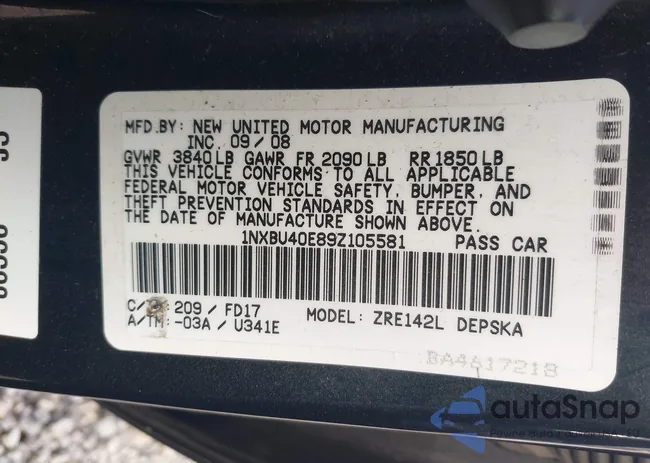 MFD.BY: NEW UNITED MOTOR MANUFACTURING
INC. 09/08
GVWR 3840LB GAWR FR 2090LB RR1850LB
THIS VEHICLE CONFORMS TO ALL APPLICABLE
FEDERAL MOTOR VEHICLE SAFETY, BUMPER, AND
THEFT PREVENTION STANDARDS IN EFFECT ON
THE DATE OF MANUFACTURE SHOWN ABOVE.
1NXBU40E89Z105581 PASS CAR
209/FD17 MODEL: ZRE142L DEPSKA
A/TM -03A/U341E
BA4A17218
autaSnap